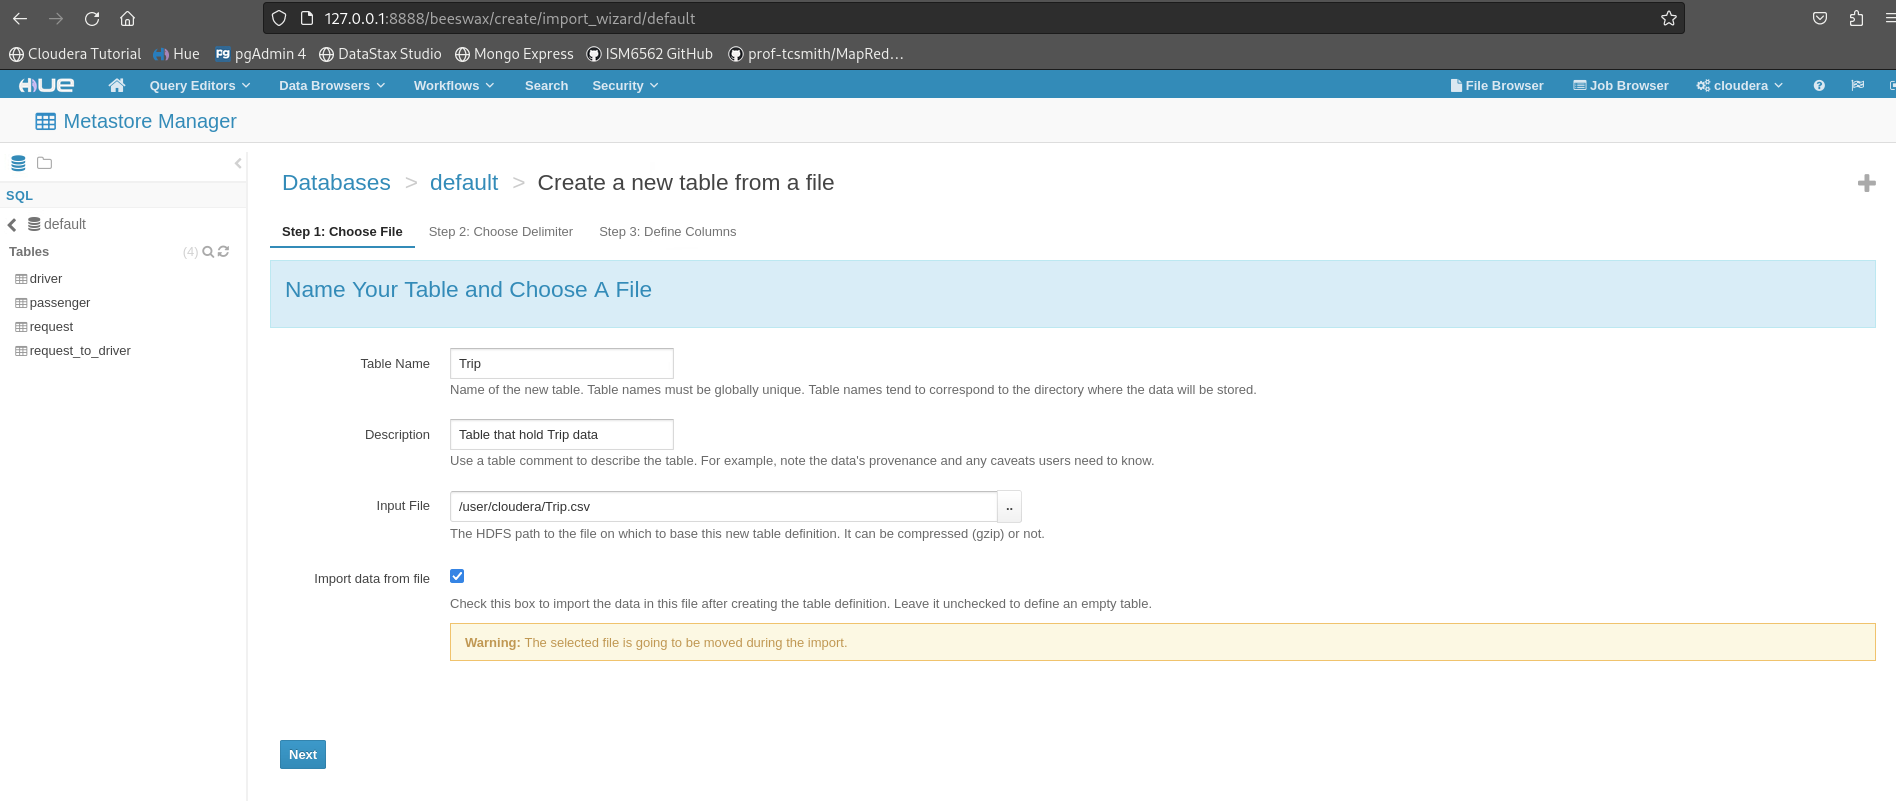 127.0.0.1:8888/beeswax/create/import_wizard/default
Cloudera Tutorial Hue pg pgAdmin 4 DataStax Studio Mongo Express ISM6562 GitHub prof-tcsmith/MapRed...
HUE Query Editors Data Browsers Workflows Search Security File Browser Job Browser cloudera
Metastore Manager
SQL
default
Tables (4)
driver
passenger
request
request_to_driver
Databases > default > Create a new table from a file
Step 1: Choose File Step 2: Choose Delimiter Step 3: Define Columns
Name Your Table and Choose A File
Table Name Trip
Name of the new table. Table names must be globally unique. Table names tend to correspond to the directory where the data will be stored.
Description Table that hold Trip data
Use a table comment to describe the table. For example, note the data's provenance and any caveats users need to know.
Input File /user/cloudera/Trip.csv ..
The HDFS path to the file on which to base this new table definition. It can be compressed (gzip) or not.
Import data from file
Check this box to import the data in this file after creating the table definition. Leave it unchecked to define an empty table.
Warning: The selected file is going to be moved during the import.
Next